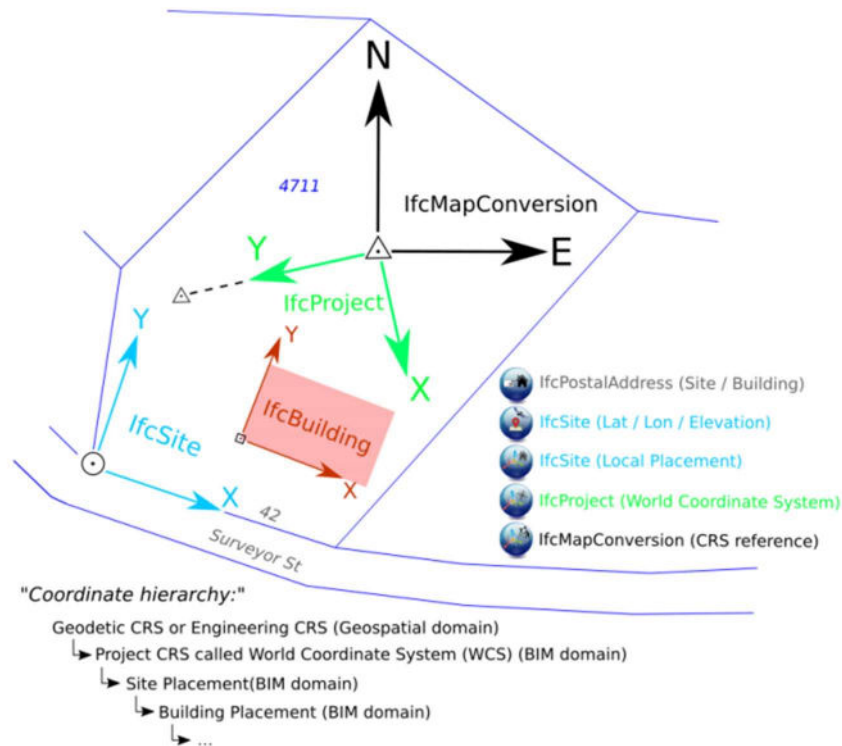 N
4711
IfcMapConversion
E
Y
IfcProject
X
Y
IfcSite
X
Y
IfcBuilding
X
42
Surveyor St
IfcPostalAddress (Site / Building)
IfcSite (Lat / Lon / Elevation)
IfcSite (Local Placement)
IfcProject (World Coordinate System)
IfcMapConversion (CRS reference)
"Coordinate hierarchy:"
Geodetic CRS or Engineering CRS (Geospatial domain)
Project CRS called World Coordinate System (WCS) (BIM domain)
Site Placement(BIM domain)
Building Placement (BIM domain)
...